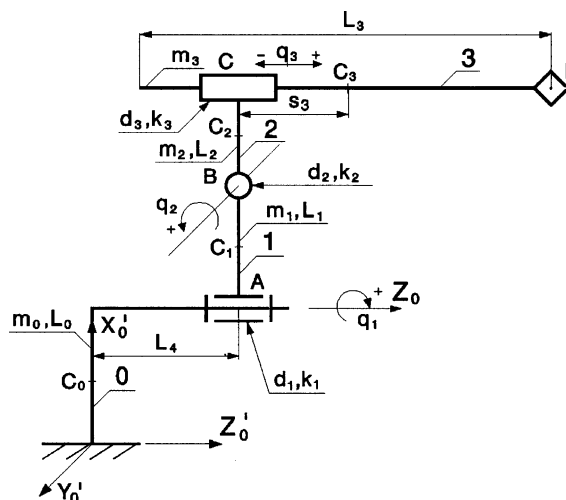 L₃
m₃
C
- q₃ +
C₃
3
d₃,k₃
s₃
C₂
2
m₂,L₂
B
d₂,k₂
q₂
+
m₁,L₁
C₁
1
A
+
Z₀
q₁
m₀,L₀
X₀'
L₄
d₁,k₁
C₀
0
Z₀'
Y₀'